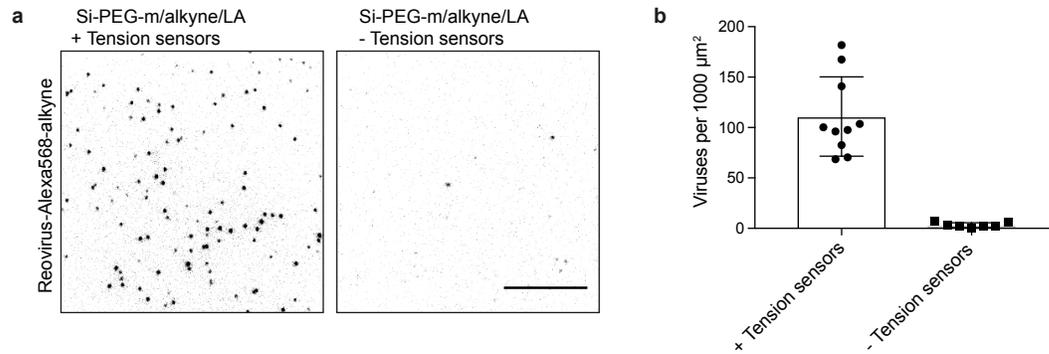 a
Si-PEG-m/alkyne/LA
+ Tension sensors
Si-PEG-m/alkyne/LA
- Tension sensors
Reovirus-Alexa568-alkyne
b
Viruses per 1000 µm²
200
150
100
50
0
+ Tension sensors
- Tension sensors